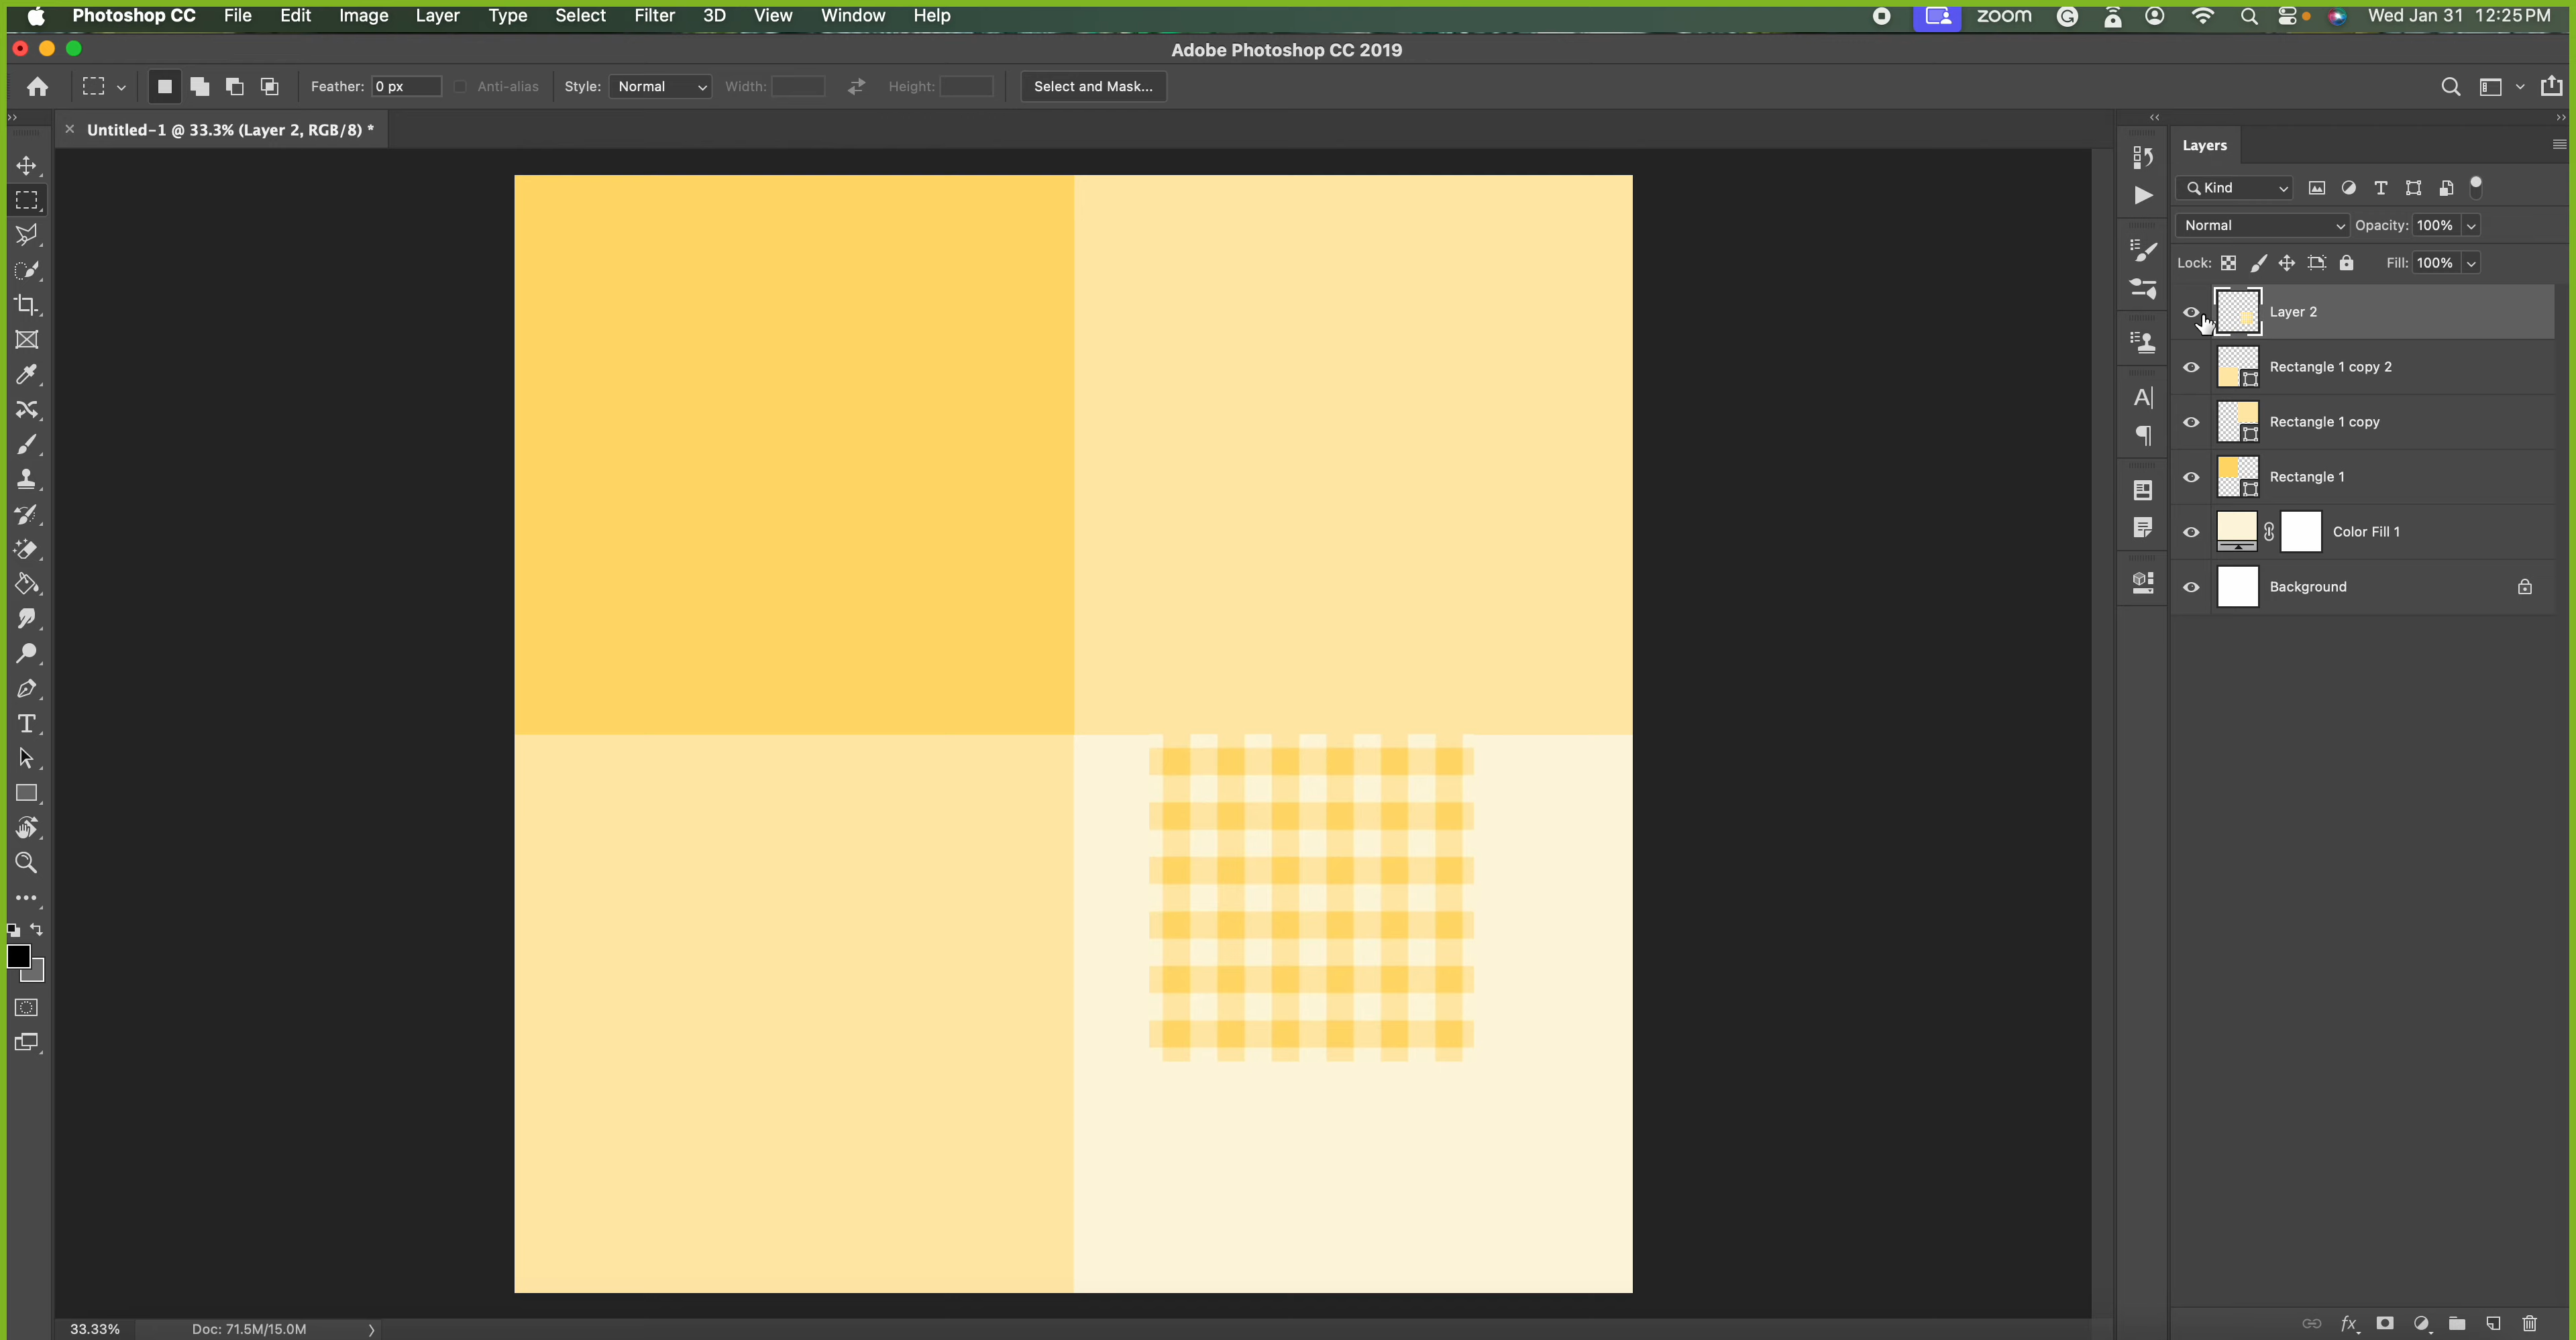 Photoshop CC File Edit Image Layer Type Select Filter 3D View Window Help zoom Wed Jan 31 12:25 PM
Adobe Photoshop CC 2019
Feather: 0 px Anti-alias Style: Normal Width: Height: Select and Mask...
× Untitled-1 @ 33.3% (Layer 2, RGB/8) *
Layers
Kind
Normal Opacity: 100%
Lock: Fill: 100%
Layer 2
Rectangle 1 copy 2
Rectangle 1 copy
Rectangle 1
Color Fill 1
Background
33.33% Doc: 71.5M/15.0M